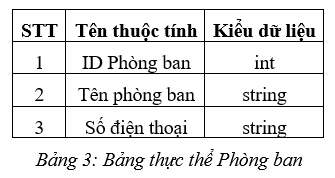 STT Tên thuộc tính Kiểu dữ liệu
1 ID Phòng ban int
2 Tên phòng ban string
3 Số điện thoại string
Bảng 3: Bảng thực thể Phòng ban